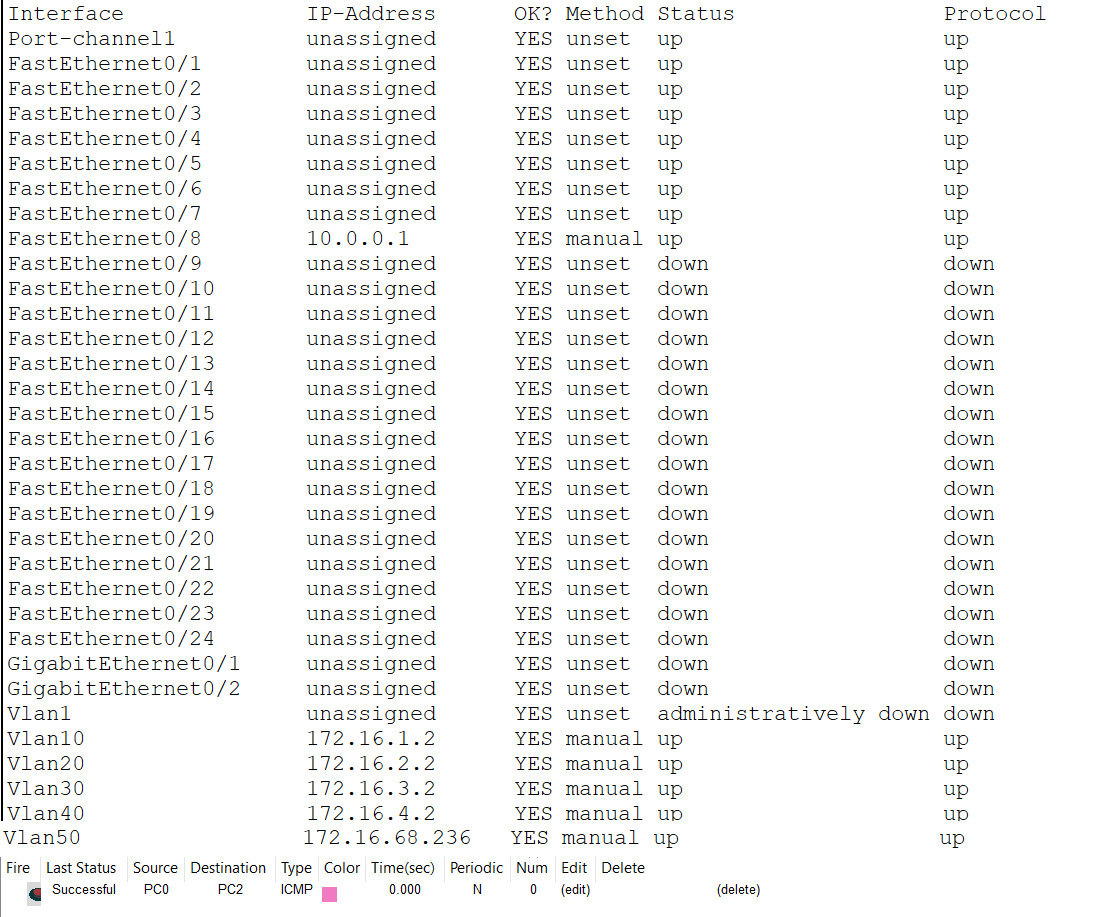 Interface IP-Address OK? Method Status Protocol
Port-channel1 unassigned YES unset up up
FastEthernet0/1 unassigned YES unset up up
FastEthernet0/2 unassigned YES unset up up
FastEthernet0/3 unassigned YES unset up up
FastEthernet0/4 unassigned YES unset up up
FastEthernet0/5 unassigned YES unset up up
FastEthernet0/6 unassigned YES unset up up
FastEthernet0/7 unassigned YES unset up up
FastEthernet0/8 10.0.0.1 YES manual up up
FastEthernet0/9 unassigned YES unset down down
FastEthernet0/10 unassigned YES unset down down
FastEthernet0/11 unassigned YES unset down down
FastEthernet0/12 unassigned YES unset down down
FastEthernet0/13 unassigned YES unset down down
FastEthernet0/14 unassigned YES unset down down
FastEthernet0/15 unassigned YES unset down down
FastEthernet0/16 unassigned YES unset down down
FastEthernet0/17 unassigned YES unset down down
FastEthernet0/18 unassigned YES unset down down
FastEthernet0/19 unassigned YES unset down down
FastEthernet0/20 unassigned YES unset down down
FastEthernet0/21 unassigned YES unset down down
FastEthernet0/22 unassigned YES unset down down
FastEthernet0/23 unassigned YES unset down down
FastEthernet0/24 unassigned YES unset down down
GigabitEthernet0/1 unassigned YES unset down down
GigabitEthernet0/2 unassigned YES unset down down
Vlan1 unassigned YES unset administratively down down
Vlan10 172.16.1.2 YES manual up up
Vlan20 172.16.2.2 YES manual up up
Vlan30 172.16.3.2 YES manual up up
Vlan40 172.16.4.2 YES manual up up
Vlan50 172.16.68.236 YES manual up up
Fire Last Status Source Destination Type Color Time(sec) Periodic Num Edit Delete
Successful PC0 PC2 ICMP 0.000 N 0 (edit) (delete)